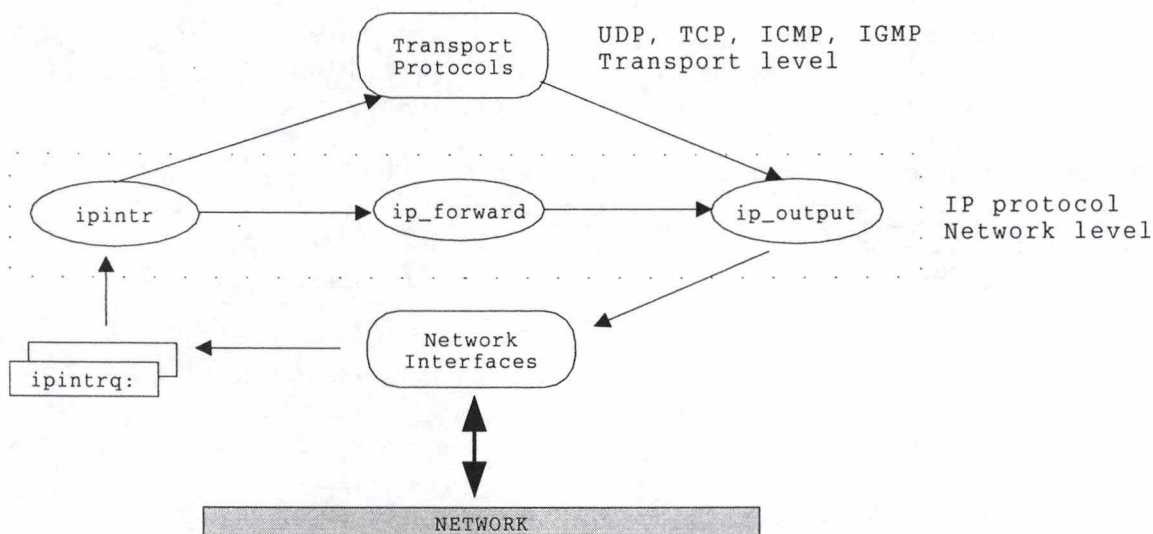 Transport
Protocols
UDP, TCP, ICMP, IGMP
Transport level
ipintr
ip_forward
ip_output
IP protocol
Network level
Network
Interfaces
ipintrq:
NETWORK